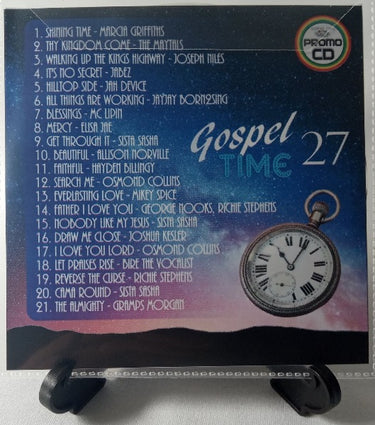 PROMO
CD
1. SHINING TIME - MARCIA GRIFFITHS
2. THY KINGDOM COME - THE MAYTALS
3. WALKING UP THE KINGS HIGHWAY - JOSEPH NILES
4. IT'S NO SECRET - JABEZ
5. HILLTOP SIDE - JAH DEVICE
6. ALL THINGS ARE WORKING - JAYJAY BORN2SING
7. BLESSINGS - MC LIPIN
8. MERCY - ELISA JAE
9. GET THROUGH IT - SISTA SASHA
10. BEAUTIFUL - ALLISON NORVILLE
11. FAITHFUL - HAYDEN BILLINGY
12. SEARCH ME - OSMOND COLLINS
13. EVERLASTING LOVE - MIKEY SPICE
14. FATHER I LOVE YOU - GEORGE NOOKS, RICHIE STEPHENS
15. NOBODY LIKE MY JESUS - SISTA SASHA
16. DRAW ME CLOSE - JOSHUA KESLER
17. I LOVE YOU LORD - OSMOND COLLINS
18. LET PRAISES RISE - BIRE THE VOCALIST
19. REVERSE THE CURSE - RICHIE STEPHENS
20. CAMA ROUND - SISTA SASHA
21. THE ALMIGHTY - GRAMPS MORGAN
Gospel
TIME 27